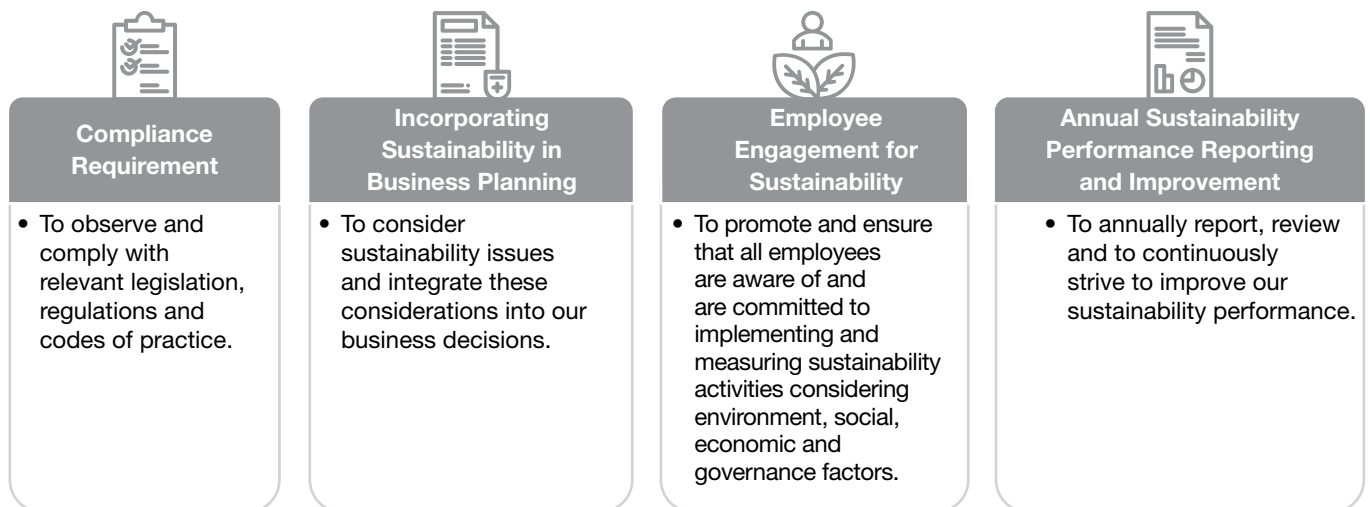 Compliance
Requirement
• To observe and
comply with
relevant legislation,
regulations and
codes of practice.
Incorporating
Sustainability in
Business Planning
• To consider
sustainability issues
and integrate these
considerations into our
business decisions.
Employee
Engagement for
Sustainability
• To promote and ensure
that all employees
are aware of and
are committed to
implementing and
measuring sustainability
activities considering
environment, social,
economic and
governance factors.
Annual Sustainability
Performance Reporting
and Improvement
• To annually report, review
and to continuously
strive to improve our
sustainability performance.